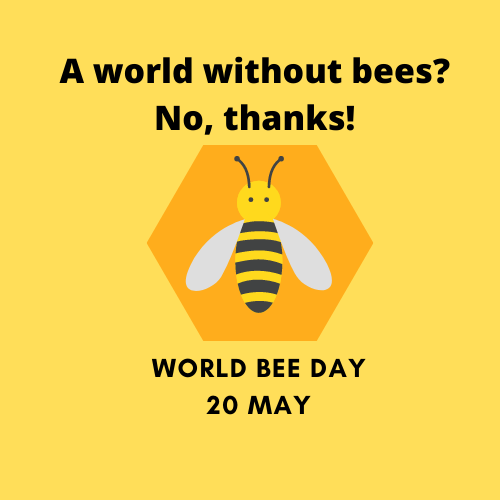 A world without bees?
No, thanks!
WORLD BEE DAY
20 MAY